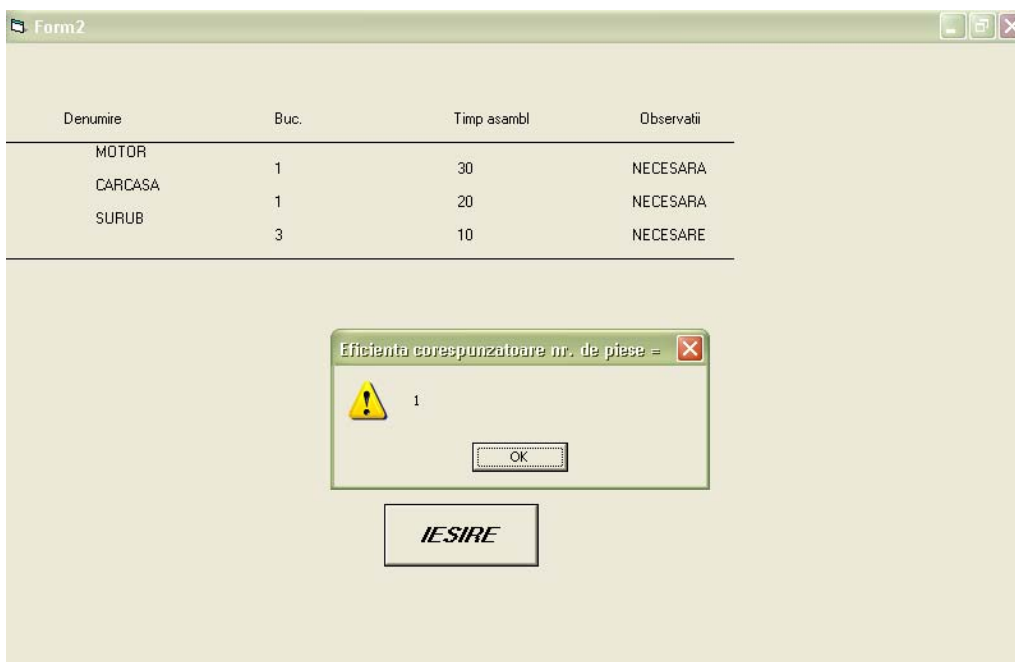 Form2
Denumire Buc. Timp asambl Observatii
MOTOR
1 30 NECESARA
CARCASA
1 20 NECESARA
SURUB
3 10 NECESARE
Eficienta corespunzatoare nr. de piese =
1
OK
IESIRE